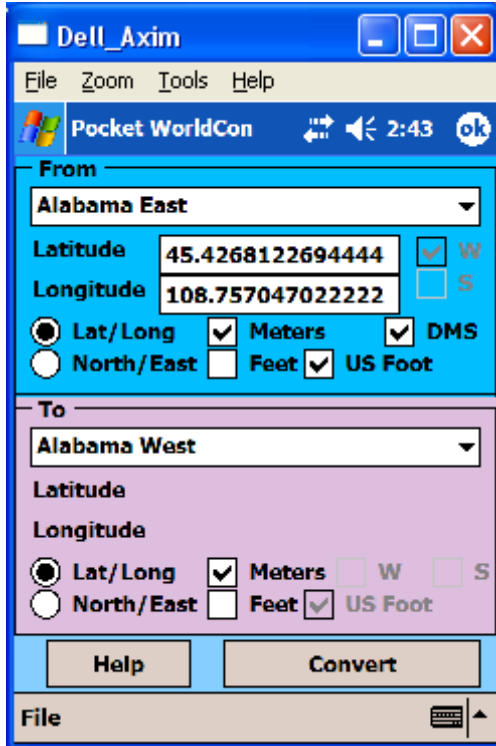 Dell_Axim
File Zoom Tools Help
Pocket WorldCon 2:43 ok
From
Alabama East
Latitude 45.4268122694444 W
Longitude 108.757047022222 S
Lat/Long Meters DMS
North/East Feet US Foot
To
Alabama West
Latitude
Longitude
Lat/Long Meters W S
North/East Feet US Foot
Help Convert
File